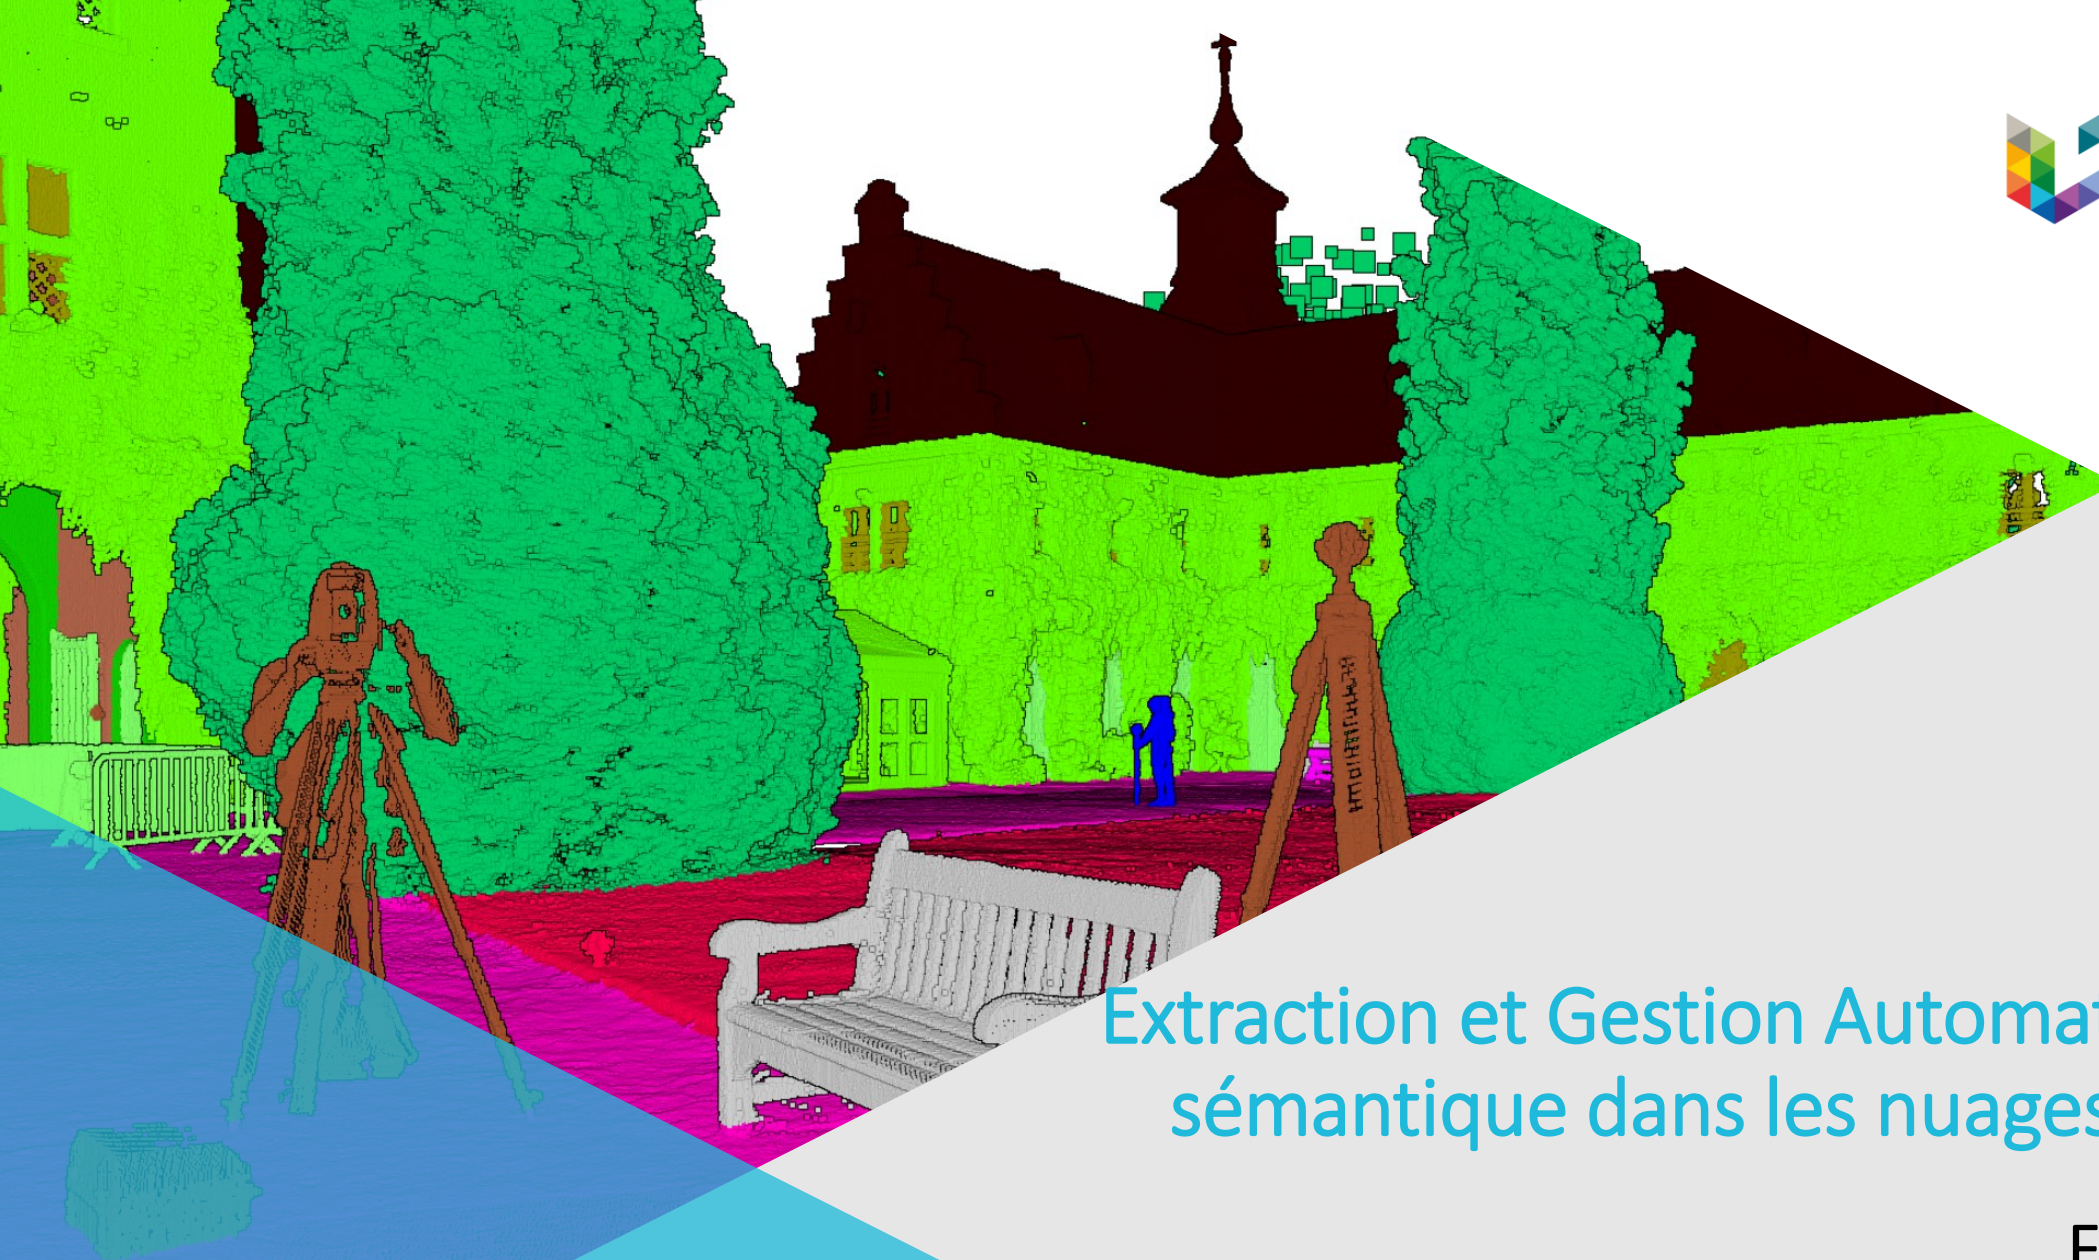 Extraction et Gestion Automat
sémantique dans les nuages